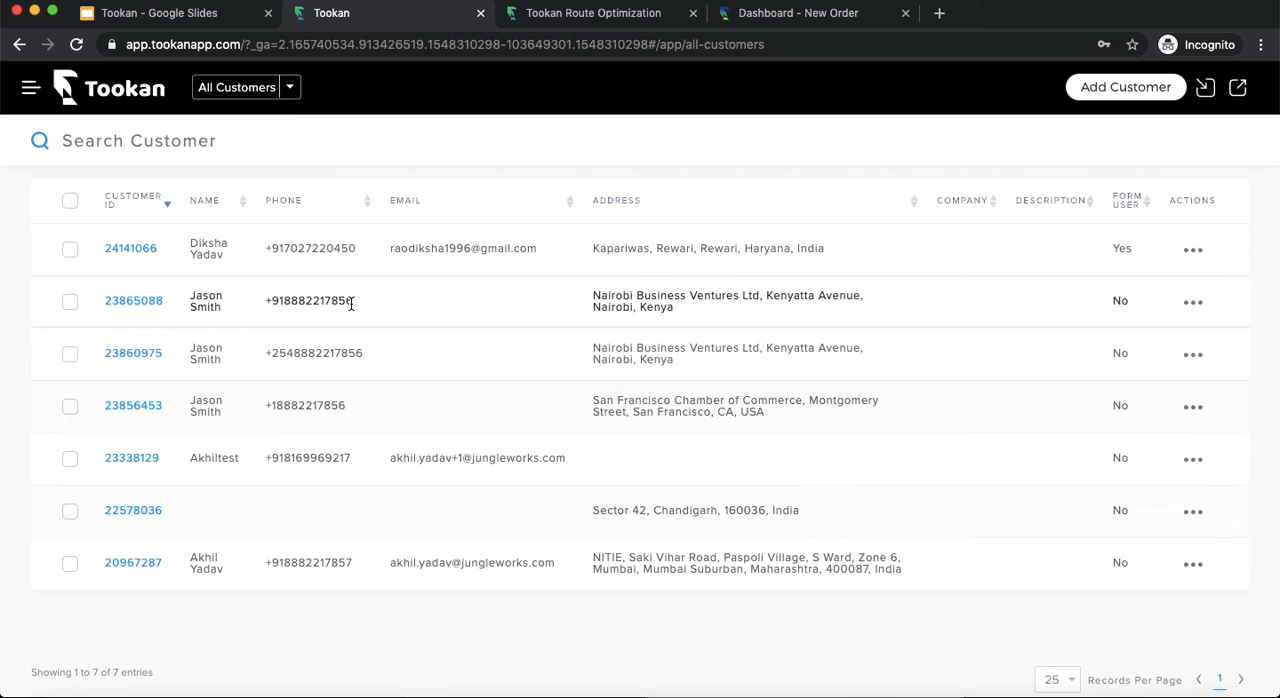 Tookan - Google Slides
Tookan
Tookan Route Optimization
Dashboard - New Order
app.tookanapp.com/?_ga=2.165740534.913426519.1548310298-103649301.1548310298#/app/all-customers
Incognito
Tookan
All Customers
Add Customer
Search Customer
CUSTOMER ID NAME PHONE EMAIL ADDRESS COMPANY DESCRIPTION FORM USER ACTIONS
24141066 Diksha Yadav +917027220450 raodiksha1996@gmail.com Kapariwas, Rewari, Rewari, Haryana, India Yes
23865088 Jason Smith +918882217856 Nairobi Business Ventures Ltd, Kenyatta Avenue, Nairobi, Kenya No
23860975 Jason Smith +2548882217856 Nairobi Business Ventures Ltd, Kenyatta Avenue, Nairobi, Kenya No
23856453 Jason Smith +18882217856 San Francisco Chamber of Commerce, Montgomery Street, San Francisco, CA, USA No
23338129 Akhiltest +918169969217 akhil.yadav+1@jungleworks.com No
22578036 Sector 42, Chandigarh, 160036, India No
20967287 Akhil Yadav +918882217857 akhil.yadav@jungleworks.com NITIE, Saki Vihar Road, Paspoli Village, S Ward, Zone 6, Mumbai, Mumbai Suburban, Maharashtra, 400087, India No
Showing 1 to 7 of 7 entries
25 Records Per Page 1